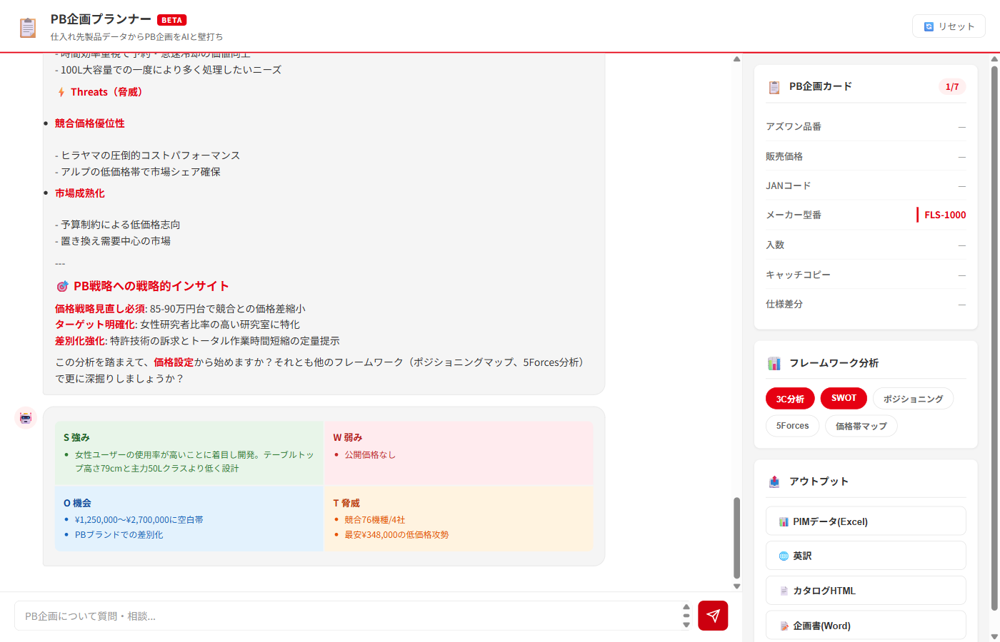 PB企画プランナー BETA
仕入れ先製品データからPB企画をAIと壁打ち
リセット
- 時間効率重視で予約・急速冷却の価値向上
- 100L大容量での一度により多く処理したいニーズ
Threats（脅威）
競合価格優位性
- ヒラヤマの圧倒的コストパフォーマンス
- アルプの低価格帯で市場シェア確保
市場成熟化
- 予算制約による低価格志向
- 置き換え需要中心の市場
---
PB戦略への戦略的インサイト
価格戦略見直し必須: 85-90万円台で競合との価格差縮小
ターゲット明確化: 女性研究者比率の高い研究室に特化
差別化強化: 特許技術の訴求とトータル作業時間短縮の定量提示
この分析を踏まえて、価格設定から始めますか？それとも他のフレームワーク（ポジショニングマップ、5Forces分析）
で更に深掘りしましょうか？
S 強み
女性ユーザーの使用率が高いことに着目し開発。テーブルトッ
プ高さ79cmと主力50Lクラスより低く設計
W 弱み
公開価格なし
O 機会
¥1,250,000〜¥2,700,000に空白帯
PBブランドでの差別化
T 脅威
競合76機種/4社
最安¥348,000の低価格攻勢
PB企画について質問・相談...
PB企画カード 1/7
アズワン品番 —
販売価格 —
JANコード —
メーカー型番 FLS-1000
入数 —
キャッチコピー —
仕様差分 —
フレームワーク分析
3C分析 SWOT ポジショニング
5Forces 価格帯マップ
アウトプット
PIMデータ(Excel)
英訳
カタログHTML
企画書(Word)